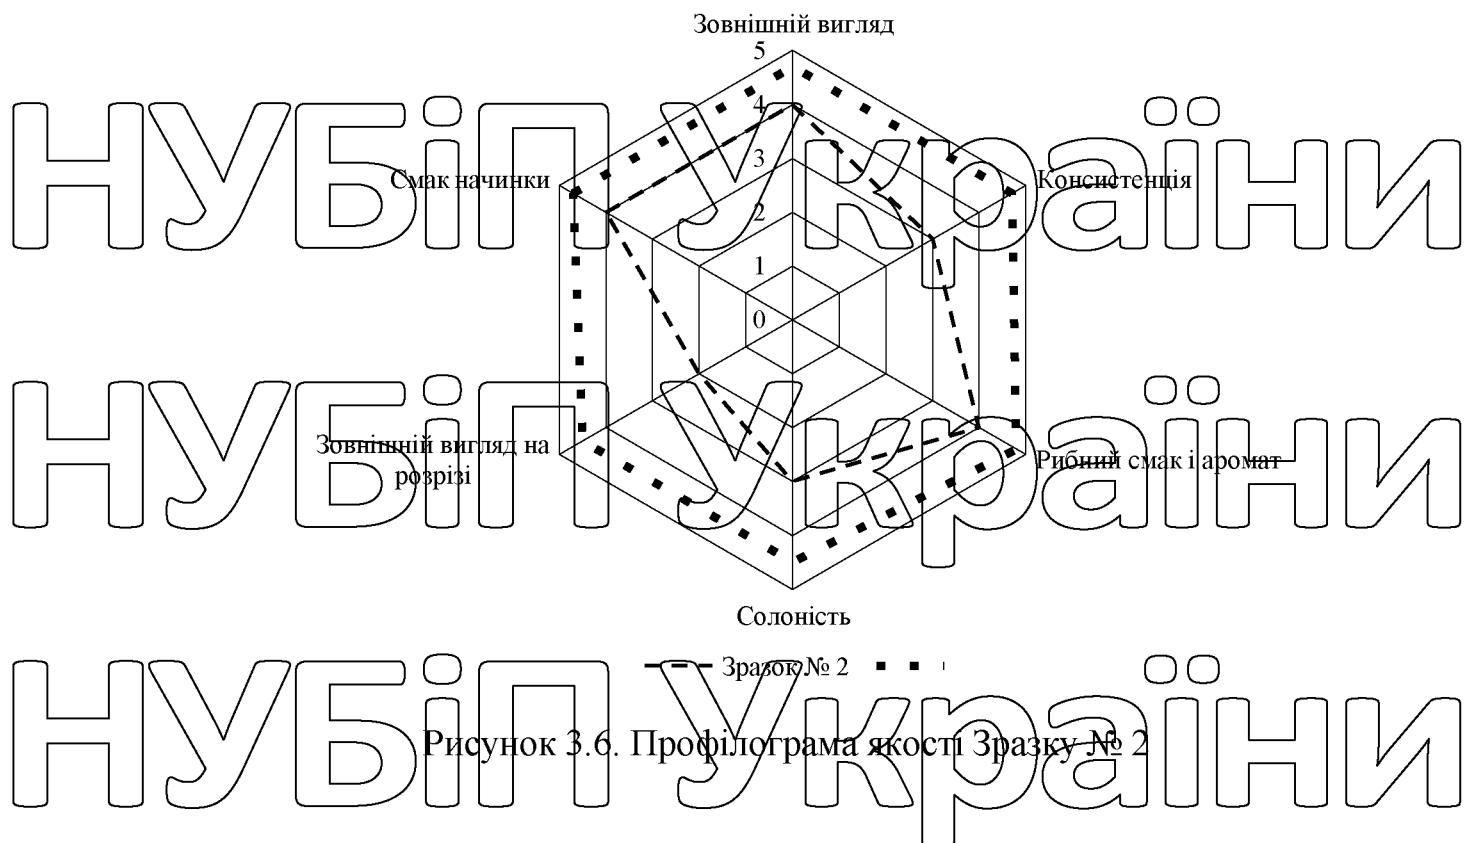 Зовнішній вигляд
5
НУБіП України
4
3
Смак начинки
Консистенція
2
1
0
НУБіП України
Зовнішній вигляд на
розрізі
Рибний смак і аромат
Солоність
НУБіП України
Зразок № 2
Рисунок 3.6. Профілограма якості Зразку № 2